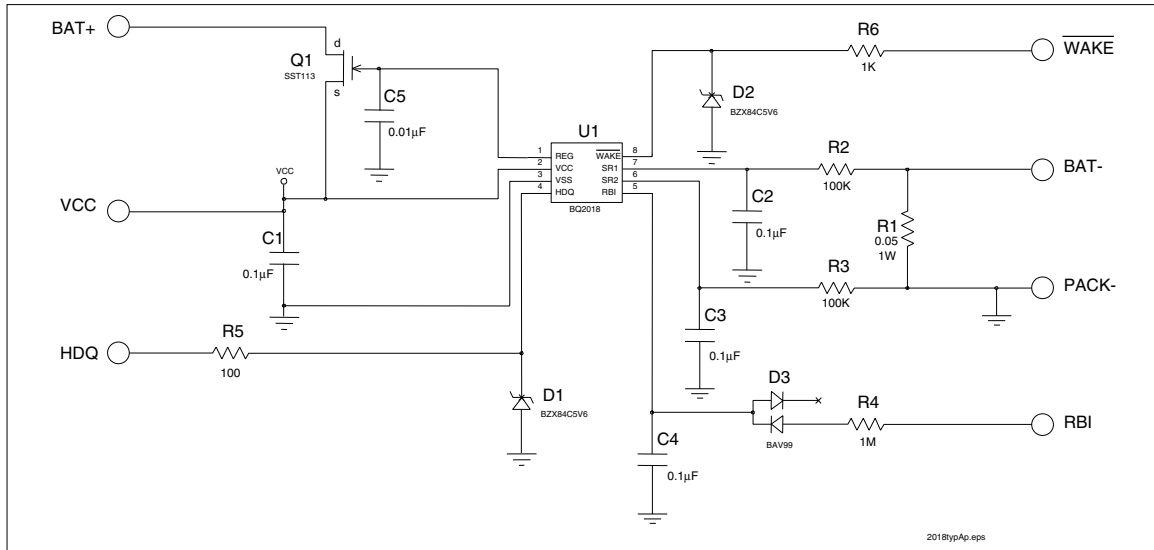 BAT+
Q1
SST113
d
s
C5
0.01µF
VCC
VCC
C1
0.1µF
HDQ
R5
100
D1
BZX84C5V6
U1
1 REG WAKE 8
2 VCC SR1 7
3 VSS SR2 6
4 HDQ RBI 5
BQ2018
D2
BZX84C5V6
R6
1K
WAKE
R2
100K
BAT-
C2
0.1µF
R1
0.05
1W
R3
100K
PACK-
C3
0.1µF
D3
BAV99
R4
1M
RBI
C4
0.1µF
2018typAp.eps